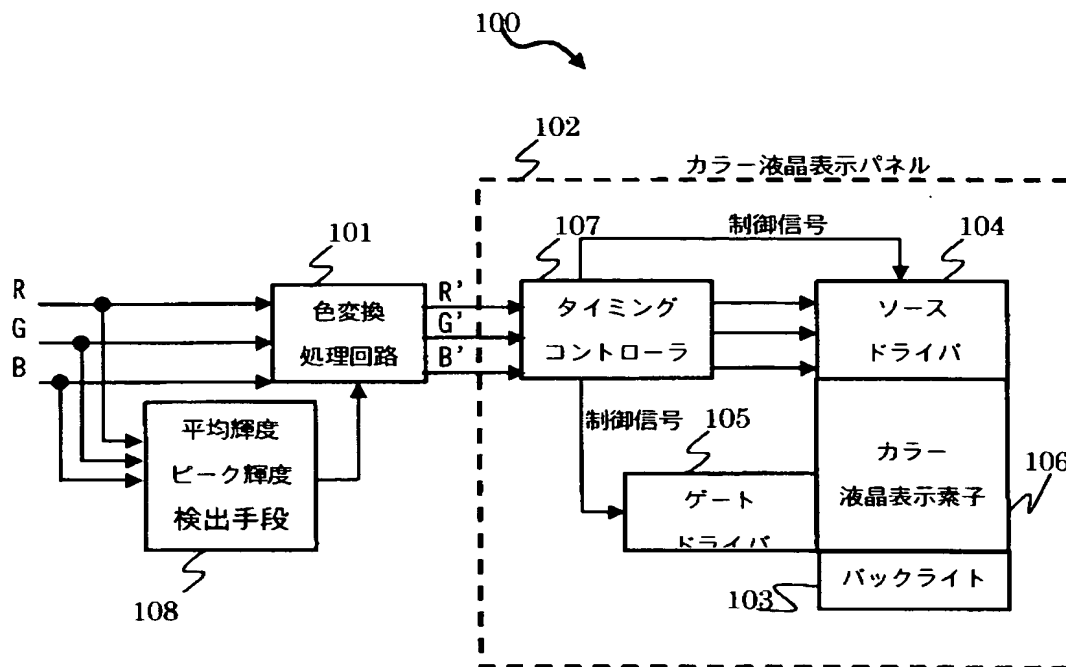 100
102
カラー液晶表示パネル
制御信号
101
107
104
R
G
B
色変換
処理回路
R'
G'
B'
タイミング
コントローラ
ソース
ドライバ
制御信号
105
平均輝度
ピーク輝度
検出手段
ゲート
ドライバ
カラー
液晶表示素子
106
108
103
バックライト